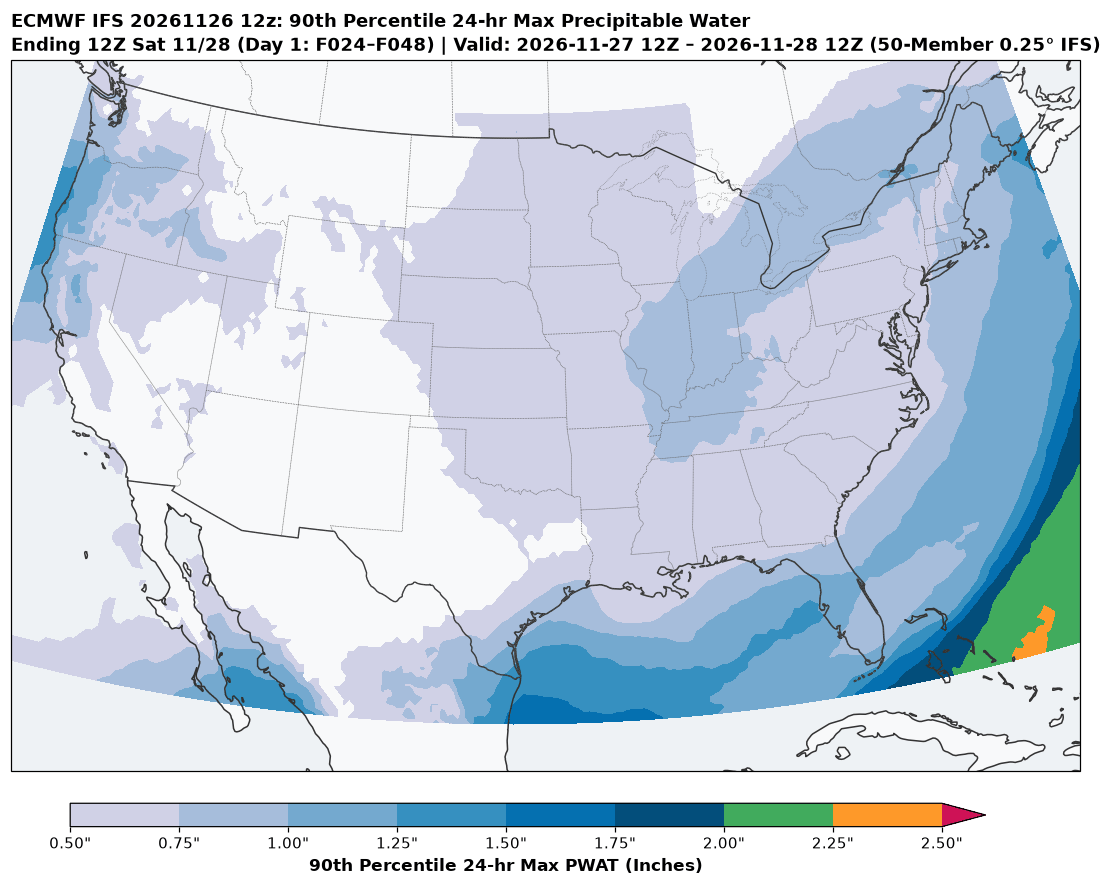 ECMWF IFS 20261126 12z: 90th Percentile 24-hr Max Precipitable Water
Ending 12Z Sat 11/28 (Day 1: F024–F048) | Valid: 2026-11-27 12Z – 2026-11-28 12Z (50-Member 0.25° IFS)
0.50" 0.75" 1.00" 1.25" 1.50" 1.75" 2.00" 2.25" 2.50"
90th Percentile 24-hr Max PWAT (Inches)